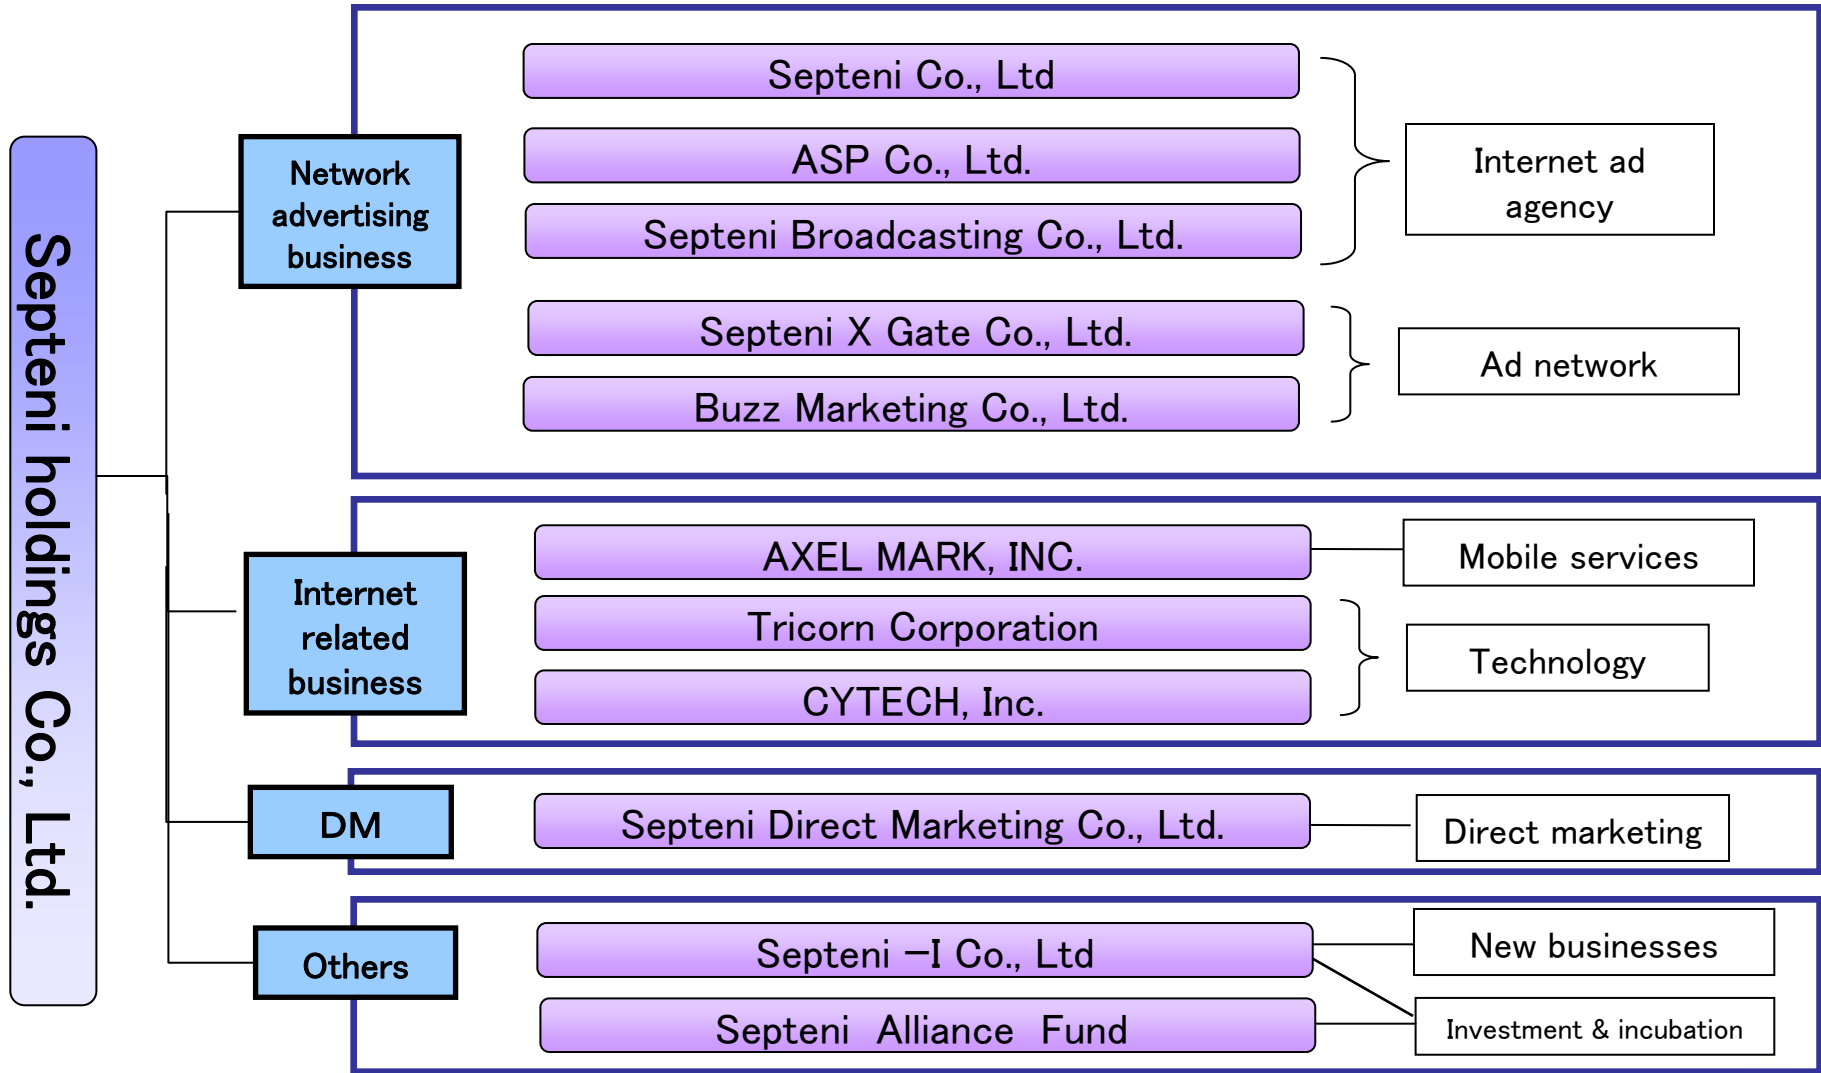 Septeni holdings Co., Ltd.
Network
advertising
business
Septeni Co., Ltd
ASP Co., Ltd.
Septeni Broadcasting Co., Ltd.
Internet ad
agency
Septeni X Gate Co., Ltd.
Buzz Marketing Co., Ltd.
Ad network
Internet
related
business
AXEL MARK, INC.
Mobile services
Tricorn Corporation
CYTECH, Inc.
Technology
DM
Septeni Direct Marketing Co., Ltd.
Direct marketing
Others
Septeni −I Co., Ltd
New businesses
Septeni Alliance Fund
Investment & incubation